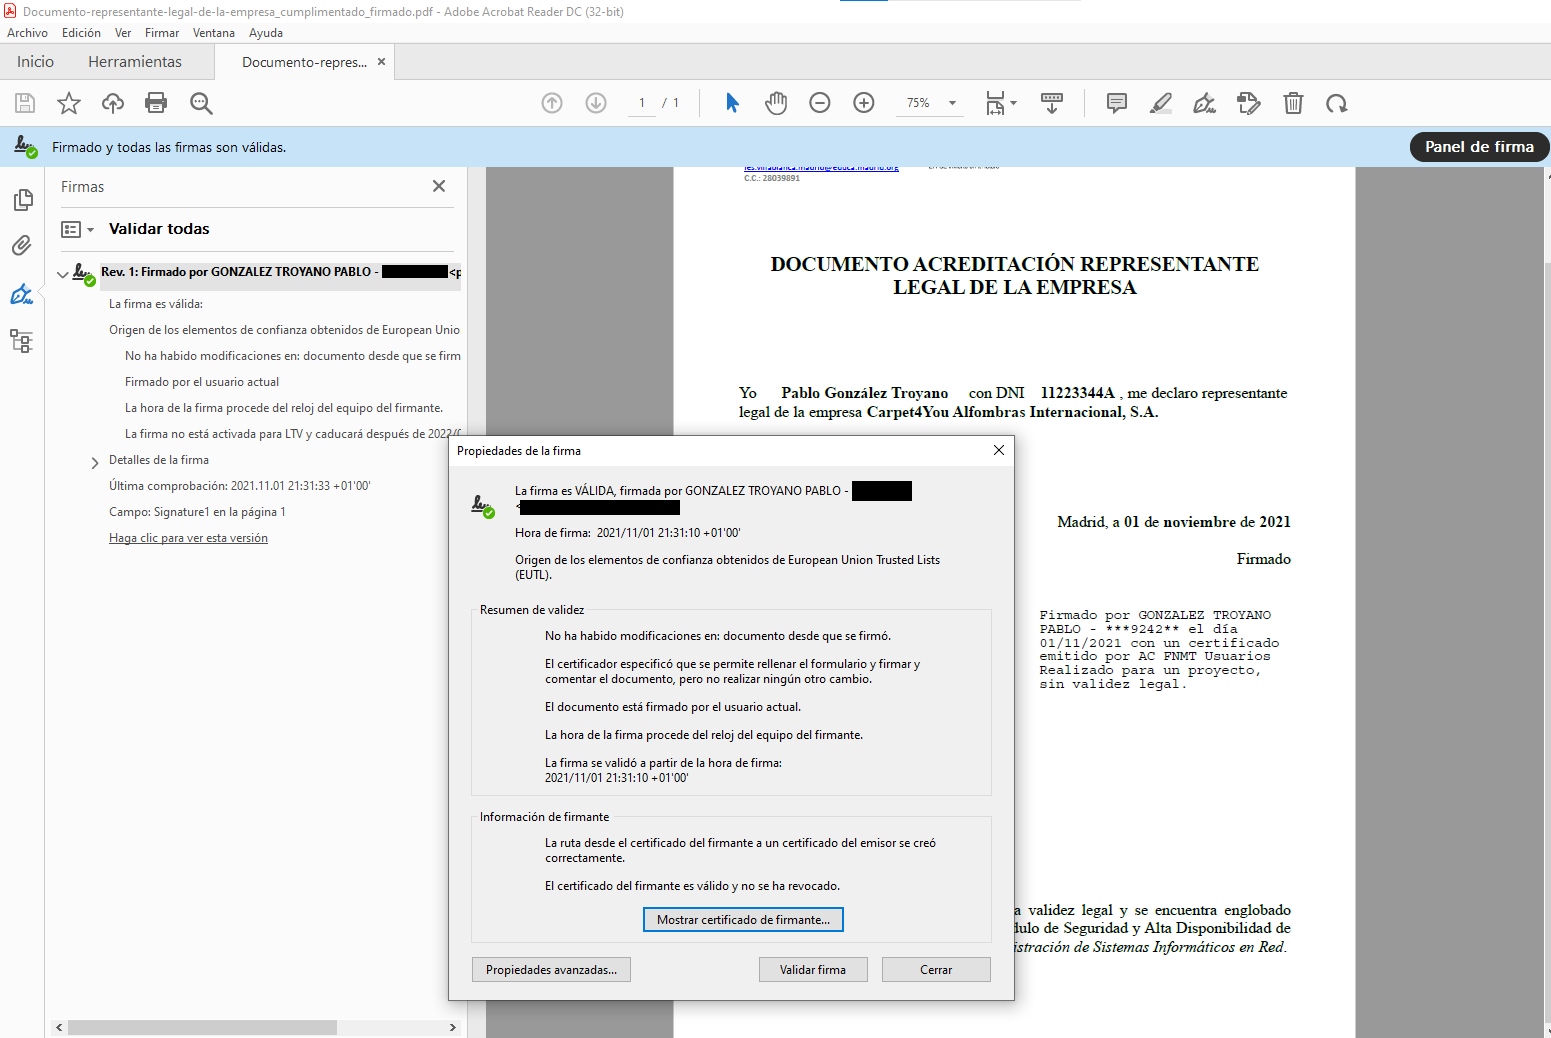 Documento-representante-legal-de-la-empresa_cumplimentado_firmado.pdf - Adobe Acrobat Reader DC (32-bit)
Archivo Edición Ver Firmar Ventana Ayuda
Inicio Herramientas Documento-repres... ×
1 / 1 75%
Firmado y todas las firmas son válidas.
Panel de firma
Firmas
Validar todas
Rev. 1: Firmado por GONZALEZ TROYANO PABLO - <p
La firma es válida:
Origen de los elementos de confianza obtenidos de European Unio
No ha habido modificaciones en: documento desde que se firm
Firmado por el usuario actual
La hora de la firma procede del reloj del equipo del firmante.
La firma no está activada para LTV y caducará después de 2022/
Detalles de la firma
Última comprobación: 2021.11.01 21:31:33 +01'00'
Campo: Signature1 en la página 1
Haga clic para ver esta versión
C.C.: 28039891
DOCUMENTO ACREDITACIÓN REPRESENTANTE
LEGAL DE LA EMPRESA
Yo Pablo González Troyano con DNI 11223344A , me declaro representante
legal de la empresa Carpet4You Alfombras Internacional, S.A.
Madrid, a 01 de noviembre de 2021
Firmado
Firmado por GONZALEZ TROYANO
PABLO - ***9242** el día
01/11/2021 con un certificado
emitido por AC FNMT Usuarios
Realizado para un proyecto,
sin validez legal.
a validez legal y se encuentra englobado
dulo de Seguridad y Alta Disponibilidad de
istración de Sistemas Informáticos en Red.
Propiedades de la firma
La firma es VÁLIDA, firmada por GONZALEZ TROYANO PABLO -
<
Hora de firma: 2021/11/01 21:31:10 +01'00'
Origen de los elementos de confianza obtenidos de European Union Trusted Lists
(EUTL).
Resumen de validez
No ha habido modificaciones en: documento desde que se firmó.
El certificador especificó que se permite rellenar el formulario y firmar y
comentar el documento, pero no realizar ningún otro cambio.
El documento está firmado por el usuario actual.
La hora de la firma procede del reloj del equipo del firmante.
La firma se validó a partir de la hora de firma:
2021/11/01 21:31:10 +01'00'
Información de firmante
La ruta desde el certificado del firmante a un certificado del emisor se creó
correctamente.
El certificado del firmante es válido y no se ha revocado.
Mostrar certificado de firmante...
Propiedades avanzadas... Validar firma Cerrar